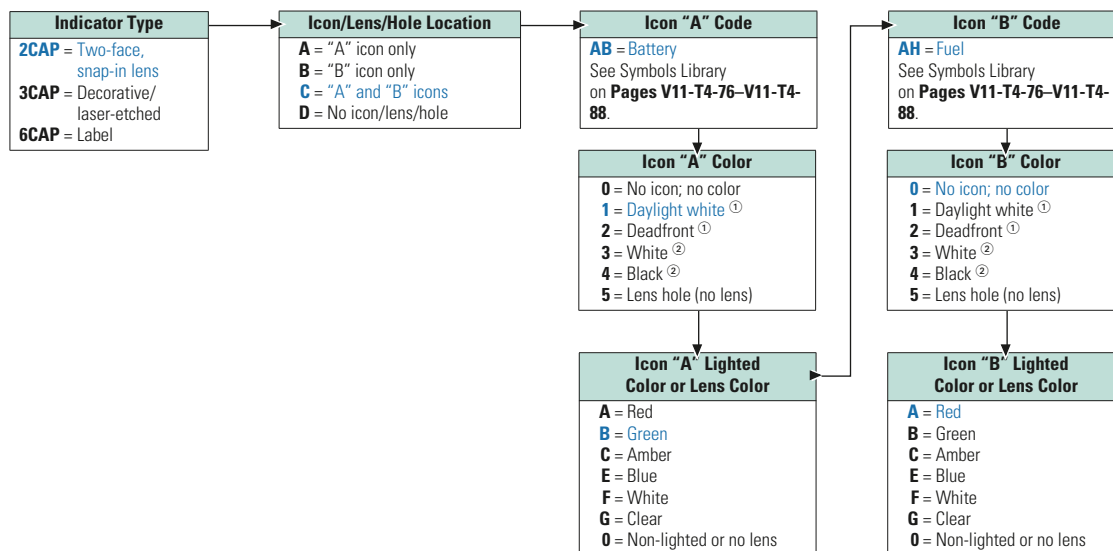 Indicator Type
2CAP = Two-face,
snap-in lens
3CAP = Decorative/
laser-etched
6CAP = Label
Icon/Lens/Hole Location
A = “A” icon only
B = “B” icon only
C = “A” and “B” icons
D = No icon/lens/hole
Icon “A” Code
AB = Battery
See Symbols Library
on Pages V11-T4-76–V11-T4-
88.
Icon “A” Color
0 = No icon; no color
1 = Daylight white ①
2 = Deadfront ①
3 = White ②
4 = Black ②
5 = Lens hole (no lens)
Icon “A” Lighted
Color or Lens Color
A = Red
B = Green
C = Amber
E = Blue
F = White
G = Clear
0 = Non-lighted or no lens
Icon “B” Code
AH = Fuel
See Symbols Library
on Pages V11-T4-76–V11-T4-
88.
Icon “B” Color
0 = No icon; no color
1 = Daylight white ①
2 = Deadfront ①
3 = White ②
4 = Black ②
5 = Lens hole (no lens)
Icon “B” Lighted
Color or Lens Color
A = Red
B = Green
C = Amber
E = Blue
F = White
G = Clear
0 = Non-lighted or no lens